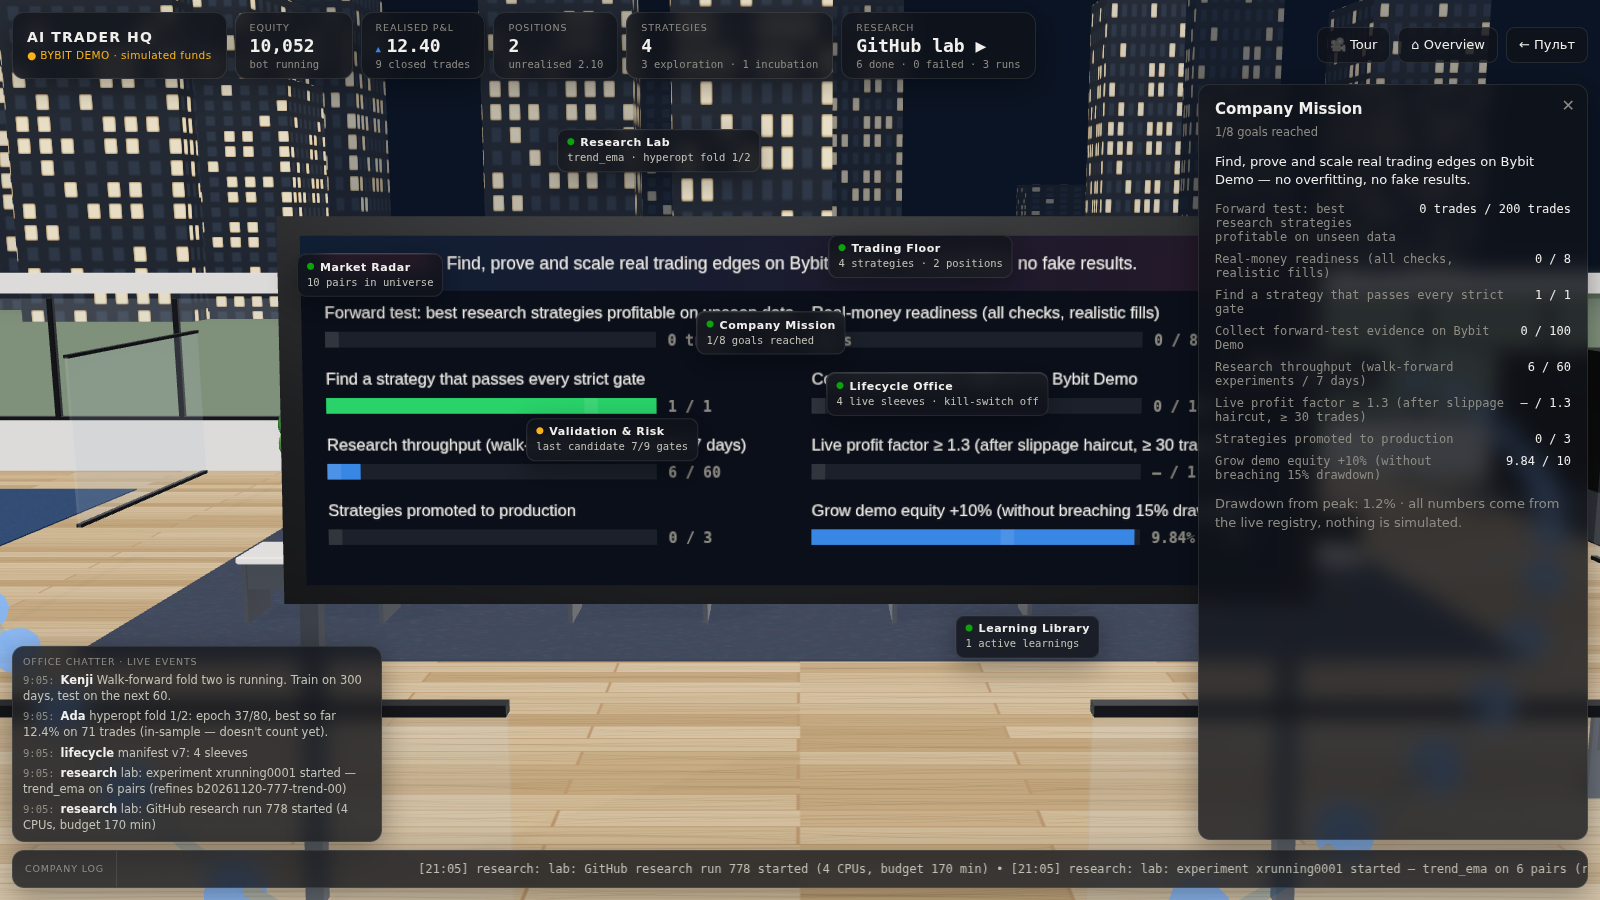 AI TRADER HQ
● BYBIT DEMO · simulated funds
EQUITY
10,052
bot running
REALISED P&L
▲ 12.40
9 closed trades
POSITIONS
2
unrealised 2.10
STRATEGIES
4
3 exploration · 1 incubation
RESEARCH
GitHub lab ▶
6 done · 0 failed · 3 runs
🎥 Tour
⌂ Overview
← Пульт
Research Lab
trend_ema · hyperopt fold 1/2
Market Radar
10 pairs in universe
Trading Floor
4 strategies · 2 positions
Company Mission
1/8 goals reached
Lifecycle Office
4 live sleeves · kill-switch off
Validation & Risk
last candidate 7/9 gates
Learning Library
1 active learnings
Find, prove and scale real trading edges on Bybit
no fake results.
Forward test: best research strategies profitable on
0 t
-money readiness (all checks, realistic fills)
0 / 8
Find a strategy that passes every strict gate
1 / 1
Bybit Demo
0 / 1
Research throughput (walk-
7 days)
6 / 60
Live profit factor ≥ 1.3 (after slippage haircut, ≥ 30 tra
— / 1
Strategies promoted to production
0 / 3
Grow demo equity +10% (without breaching 15% draw
9.84%
Company Mission
✕
1/8 goals reached
Find, prove and scale real trading edges on Bybit
Demo — no overfitting, no fake results.
Forward test: best 0 trades / 200 trades
research strategies
profitable on unseen data
Real-money readiness (all checks, 0 / 8
realistic fills)
Find a strategy that passes every strict 1 / 1
gate
Collect forward-test evidence on Bybit 0 / 100
Demo
Research throughput (walk-forward 6 / 60
experiments / 7 days)
Live profit factor ≥ 1.3 (after slippage — / 1.3
haircut, ≥ 30 trades)
Strategies promoted to production 0 / 3
Grow demo equity +10% (without 9.84 / 10
breaching 15% drawdown)
Drawdown from peak: 1.2% · all numbers come from
the live registry, nothing is simulated.
OFFICE CHATTER · LIVE EVENTS
9:05: Kenji Walk-forward fold two is running. Train on 300
days, test on the next 60.
9:05: Ada hyperopt fold 1/2: epoch 37/80, best so far
12.4% on 71 trades (in-sample — doesn't count yet).
9:05: lifecycle manifest v7: 4 sleeves
9:05: research lab: experiment xrunning0001 started —
trend_ema on 6 pairs (refines b20261120-777-trend-00)
9:05: research lab: GitHub research run 778 started (4
CPUs, budget 170 min)
COMPANY LOG
[21:05] research: lab: GitHub research run 778 started (4 CPUs, budget 170 min) • [21:05] research: lab: experiment xrunning0001 started — trend_ema on 6 pairs (r